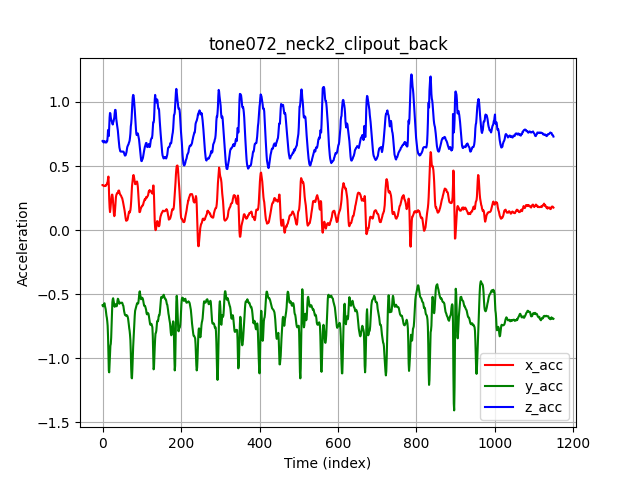 tone072_neck2_clipout_back
Acceleration
1.0
0.5
0.0
−0.5
−1.0
−1.5
x_acc
y_acc
z_acc
0 200 400 600 800 1000 1200
Time (index)